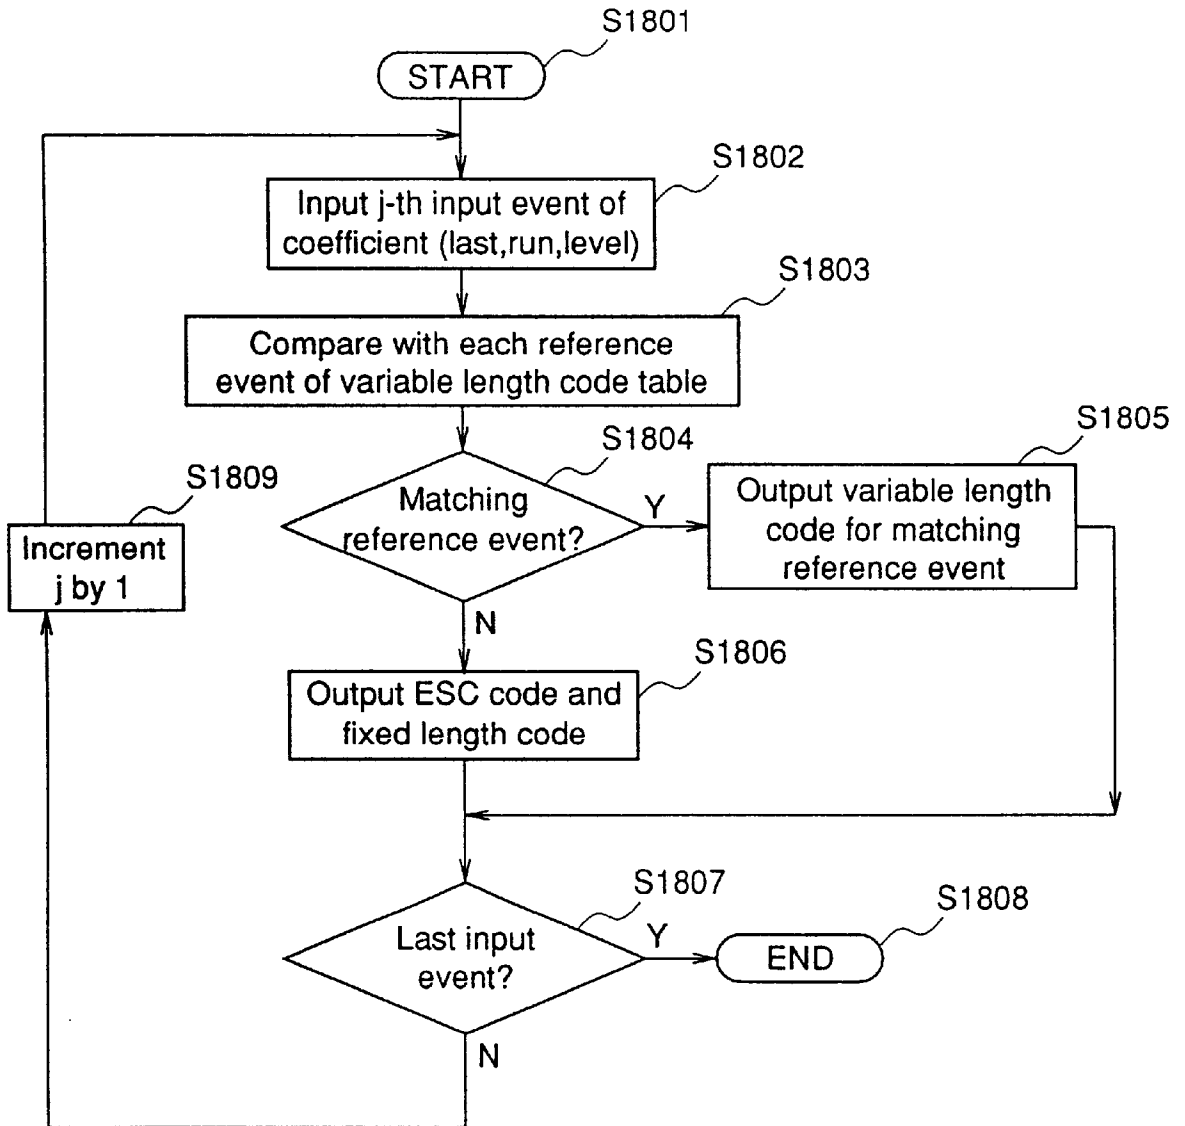 S1801
START
S1802
Input j-th input event of
coefficient (last,run,level)
S1803
Compare with each reference
event of variable length code table
S1804
Matching
reference event?
Y
N
S1805
Output variable length
code for matching
reference event
S1809
Increment
j by 1
S1806
Output ESC code and
fixed length code
S1807
Last input
event?
Y
N
S1808
END